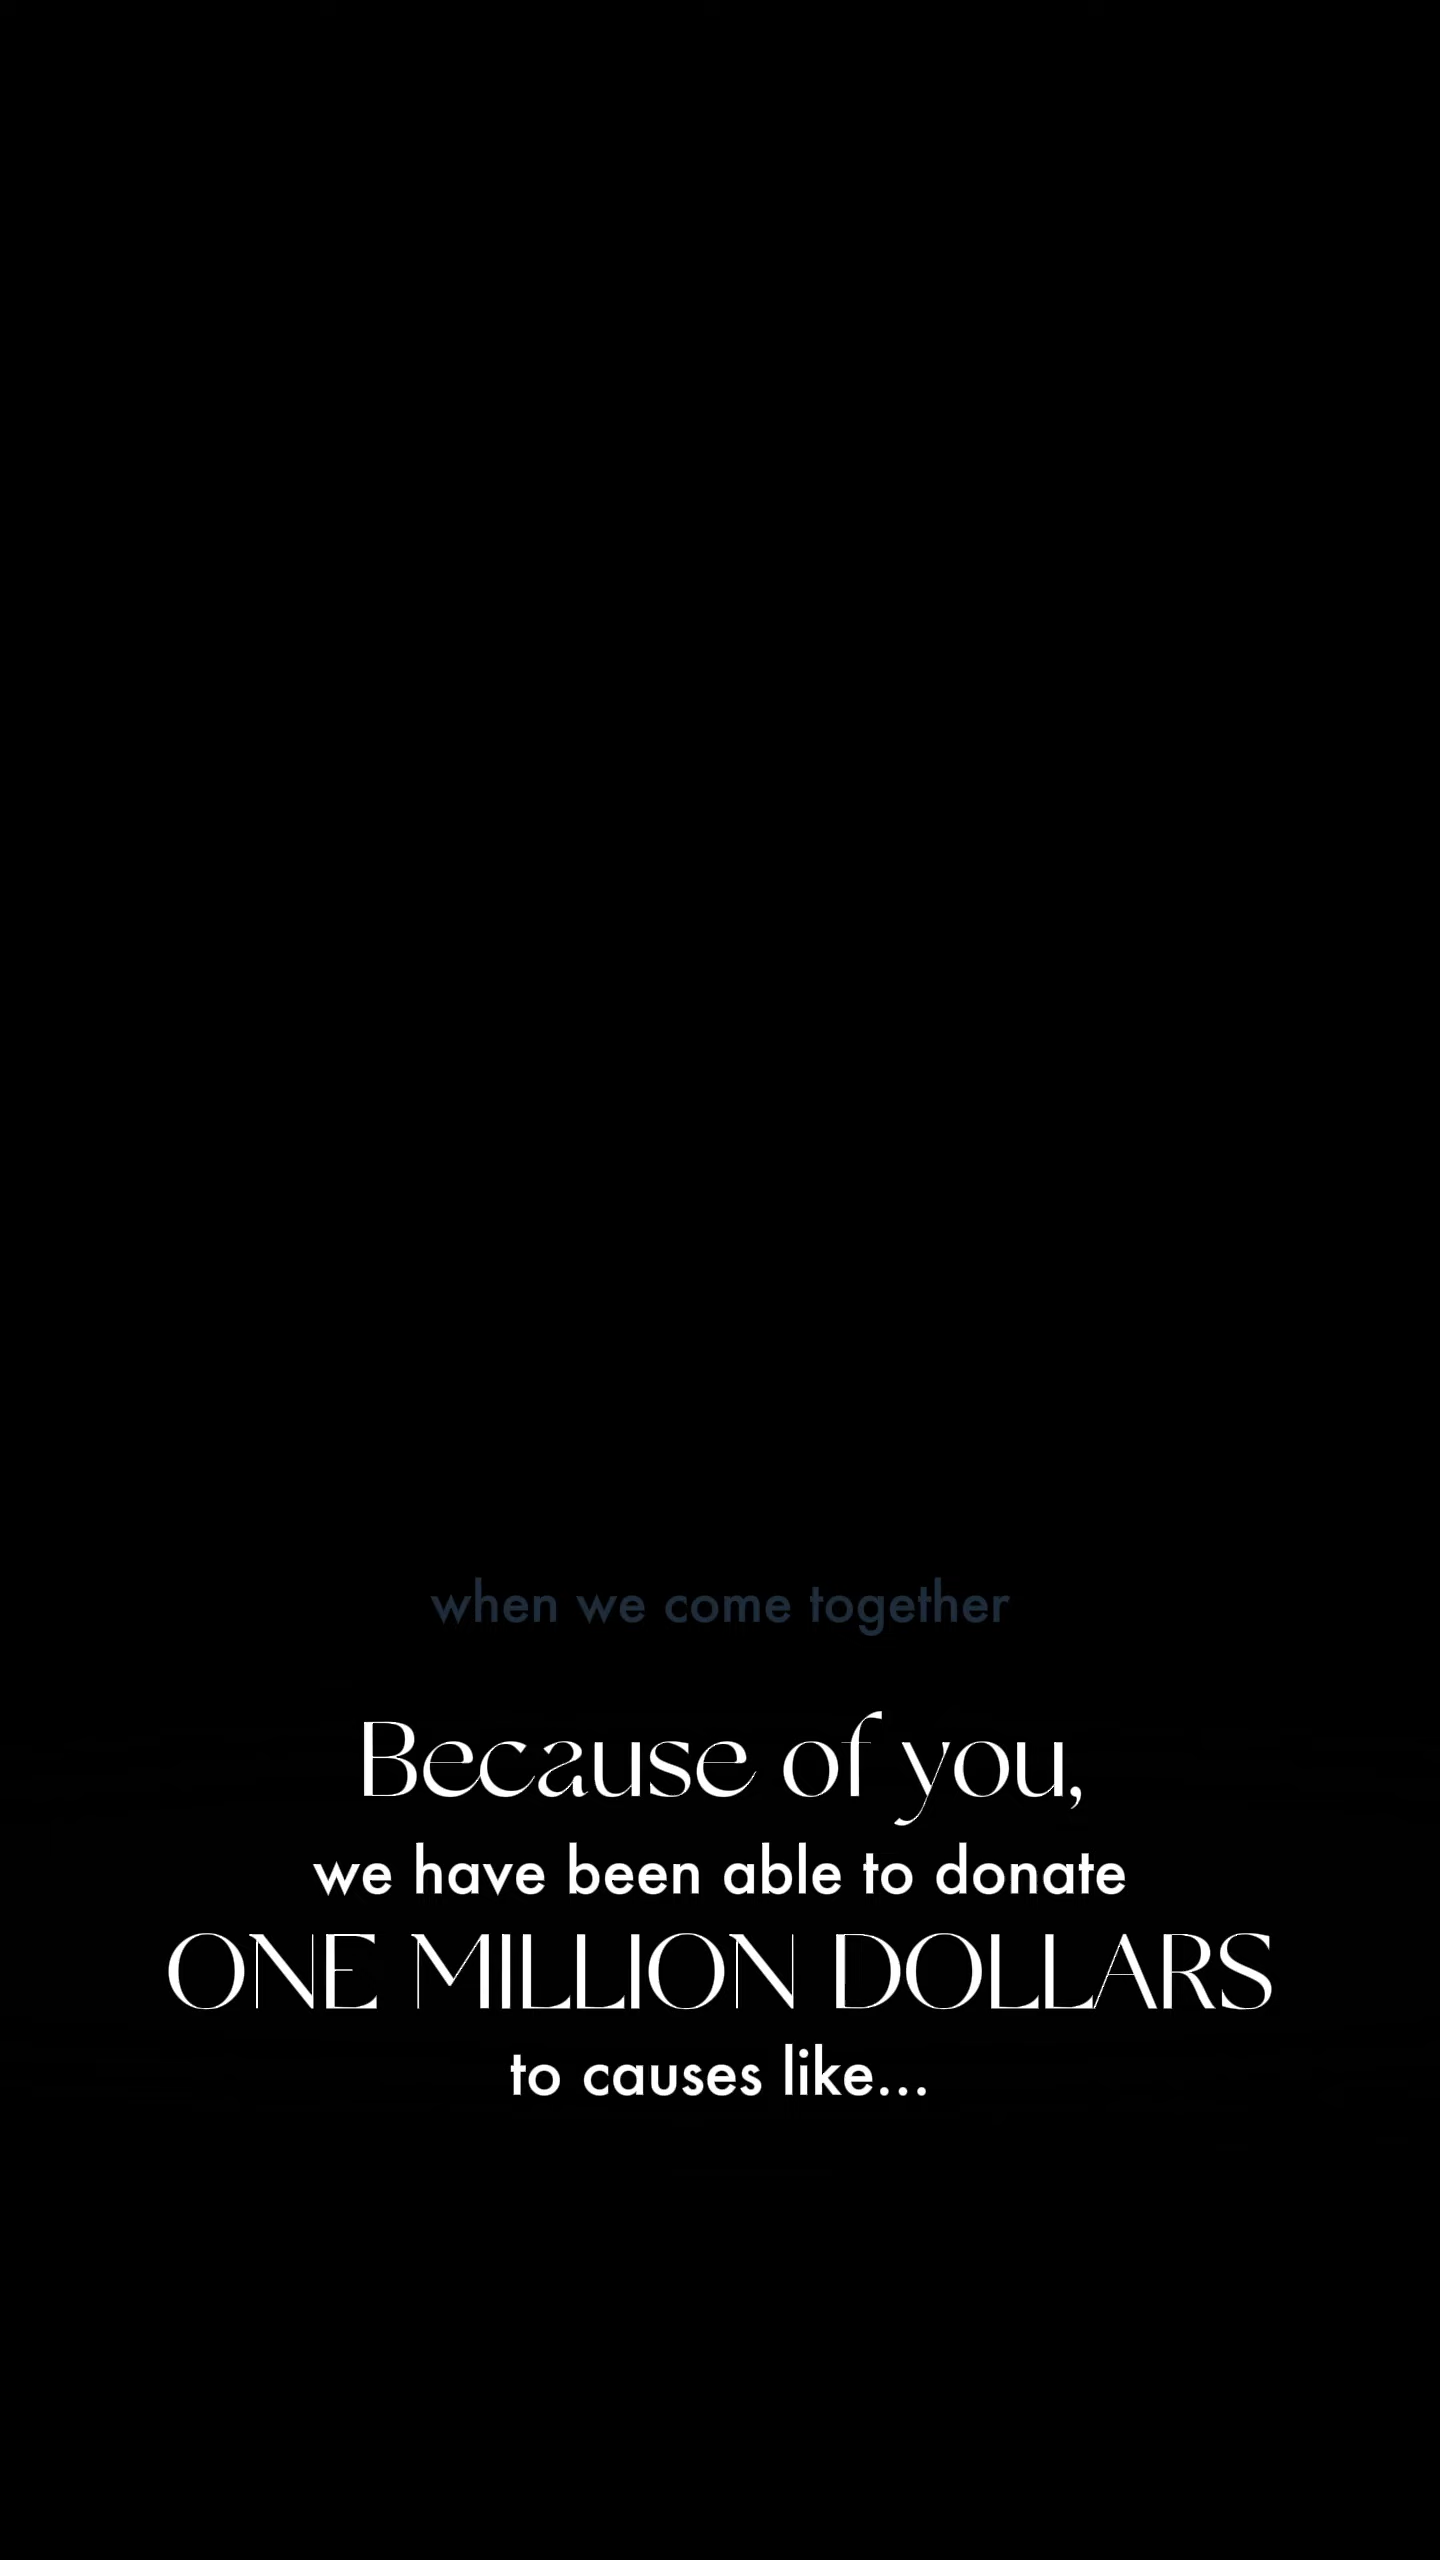 when we come together
Because of you,
we have been able to donate
ONE MILLION DOLLARS
to causes like...